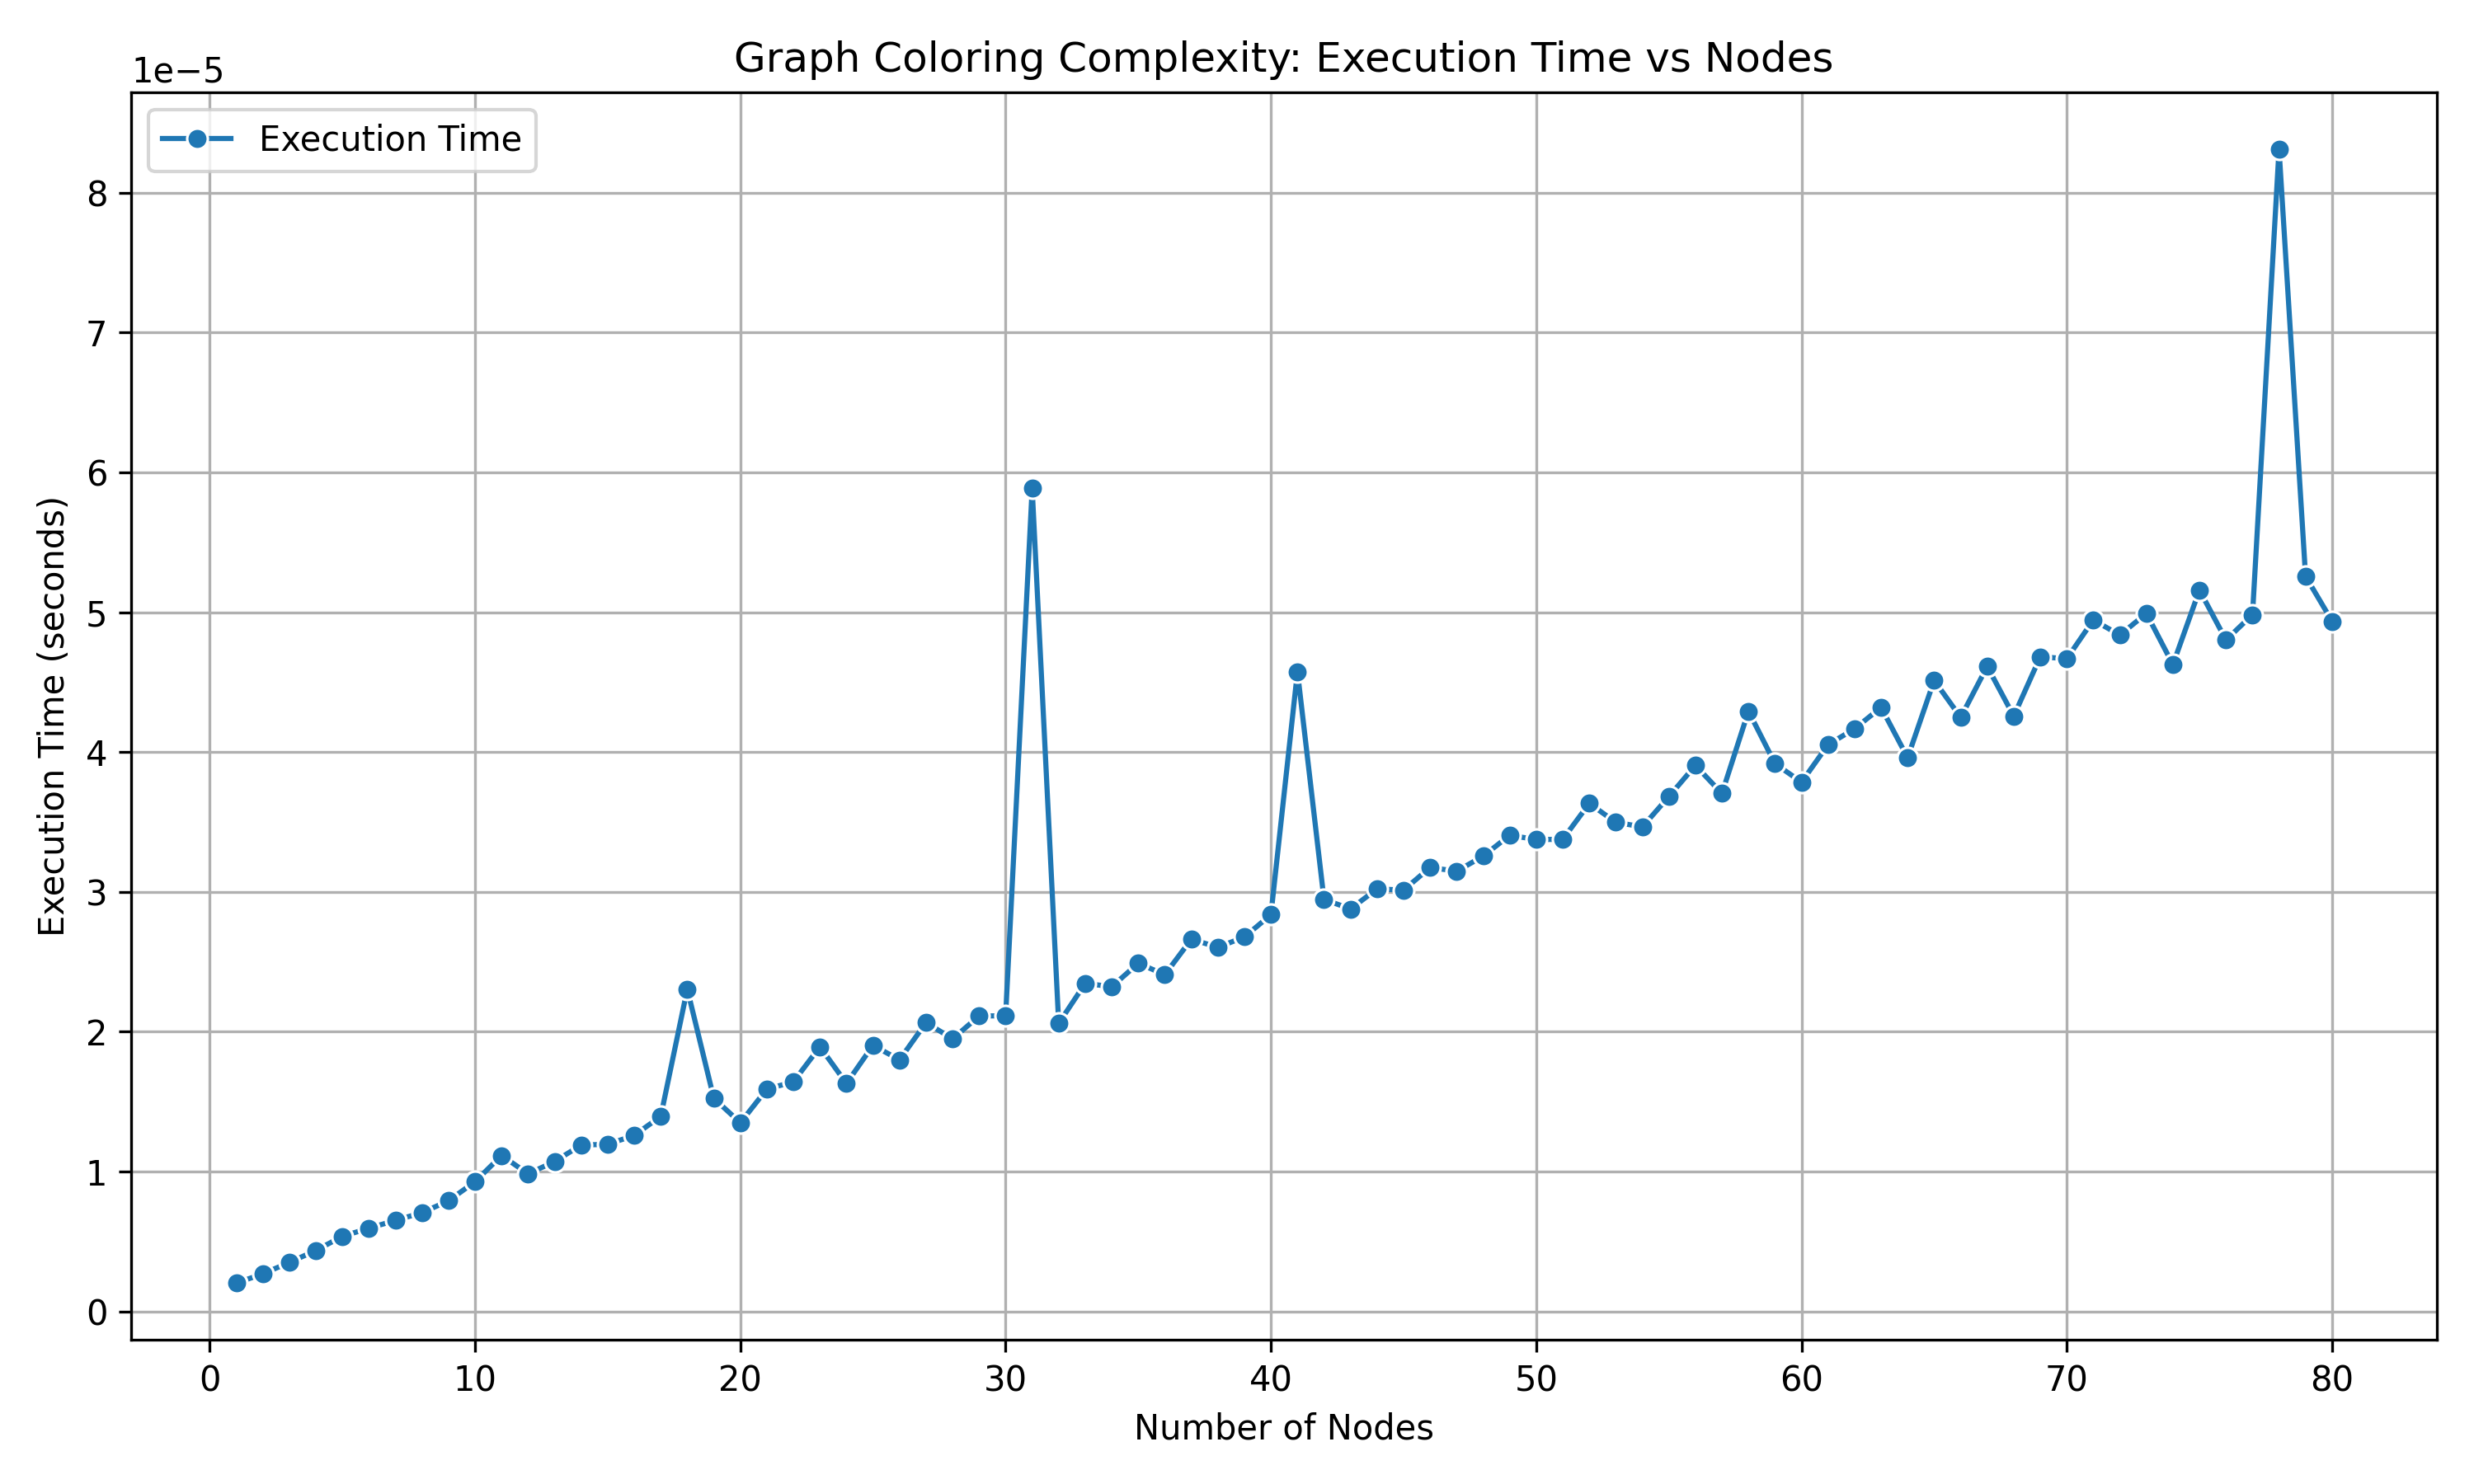 Graph Coloring Complexity: Execution Time vs Nodes
1e−5
Execution Time
8
7
6
5
4
3
2
1
0
Execution Time (seconds)
0 10 20 30 40 50 60 70 80
Number of Nodes